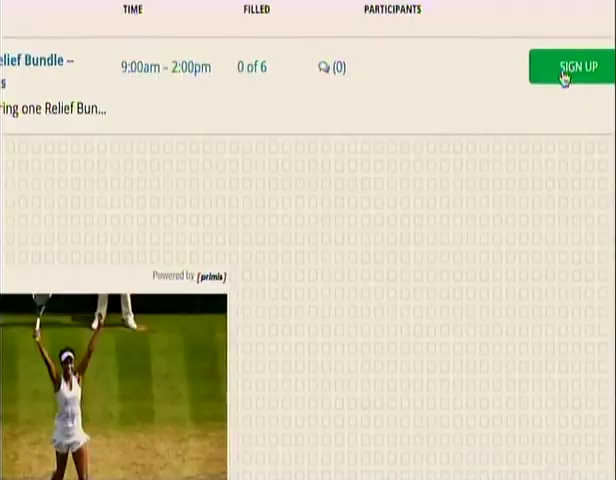 TIME FILLED PARTICIPANTS
elief Bundle – 9:00am – 2:00pm 0 of 6 (0) SIGN UP
s
ring one Relief Bun...
Powered by [primis]